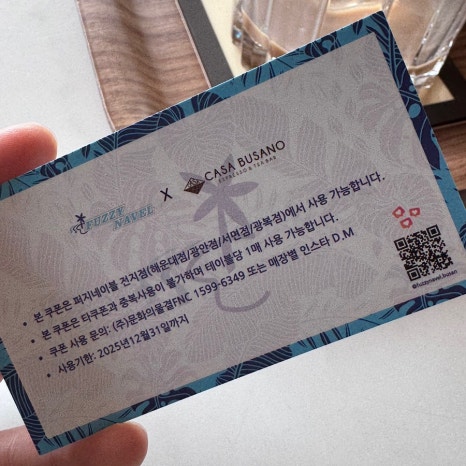 FUZZY NAVEL X CASA BUSANO
ESPRESSO & TEA BAR
• 본 쿠폰은 퍼지네이블 전지점(해운대점/광안점/서면점/광복점)에서 사용 가능합니다.
• 본 쿠폰은 타쿠폰과 중복사용이 불가하며 테이블당 1매 사용 가능합니다.
• 쿠폰 사용 문의: (주)문화의물결FNC 1599-6349 또는 매장별 인스타 D.M
• 사용기한: 2025년12월31일까지
@fuzzynavel.busan